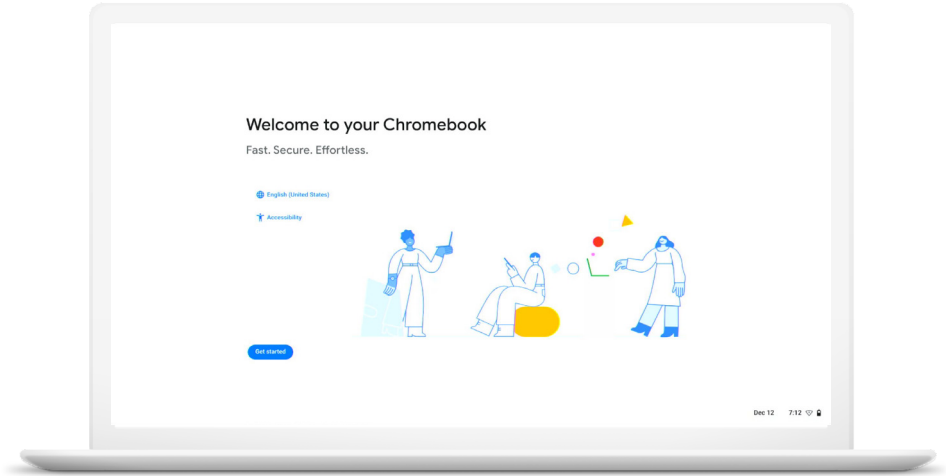 Welcome to your Chromebook
Fast. Secure. Effortless.
English (United States)
Accessibility
Get started
Dec 12 7:12